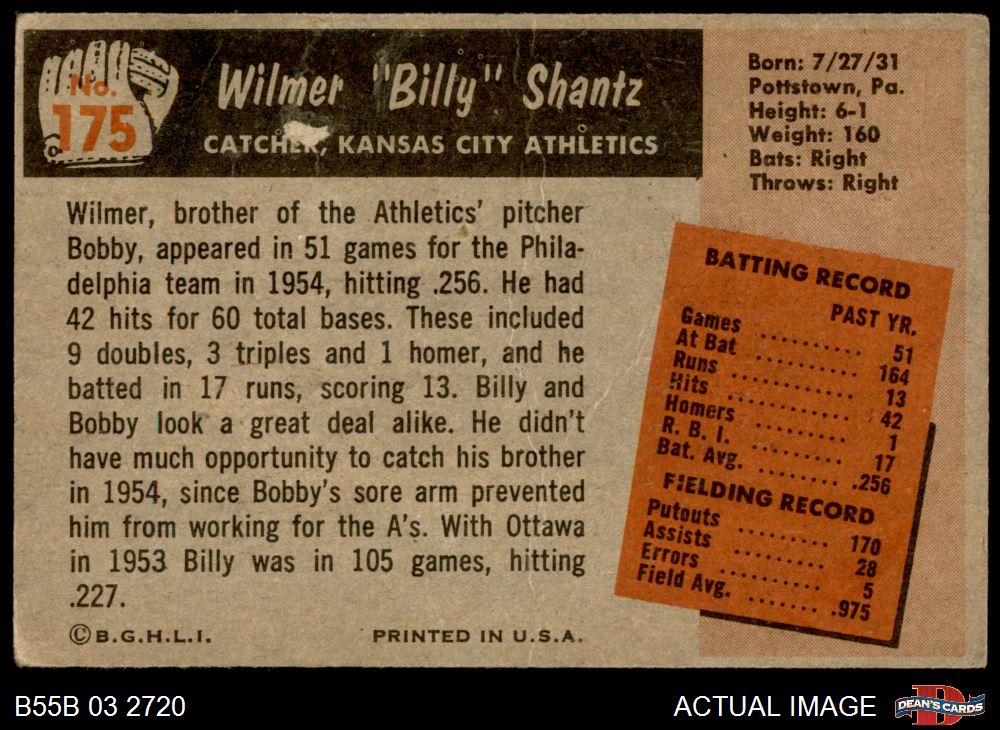 No.
175
Wilmer "Billy" Shantz
CATCHER, KANSAS CITY ATHLETICS
Born: 7/27/31
Pottstown, Pa.
Height: 6-1
Weight: 160
Bats: Right
Throws: Right
Wilmer, brother of the Athletics' pitcher
Bobby, appeared in 51 games for the Phila-
delphia team in 1954, hitting .256. He had
42 hits for 60 total bases. These included
9 doubles, 3 triples and 1 homer, and he
batted in 17 runs, scoring 13. Billy and
Bobby look a great deal alike. He didn't
have much opportunity to catch his brother
in 1954, since Bobby's sore arm prevented
him from working for the A's. With Ottawa
in 1953 Billy was in 105 games, hitting
.227.
©B.G.H.L.I. PRINTED IN U.S.A.
BATTING RECORD
PAST YR.
Games .......... 51
At Bat .......... 164
Runs ............ 13
Hits ............ 42
Homers .......... 1
R. B. I. .......... 17
Bat. Avg. ........ .256
FIELDING RECORD
Putouts ........ 170
Assists ........ 28
Errors .......... 5
Field Avg. ....... .975
B55B 03 2720
ACTUAL IMAGE
DEAN'S CARDS